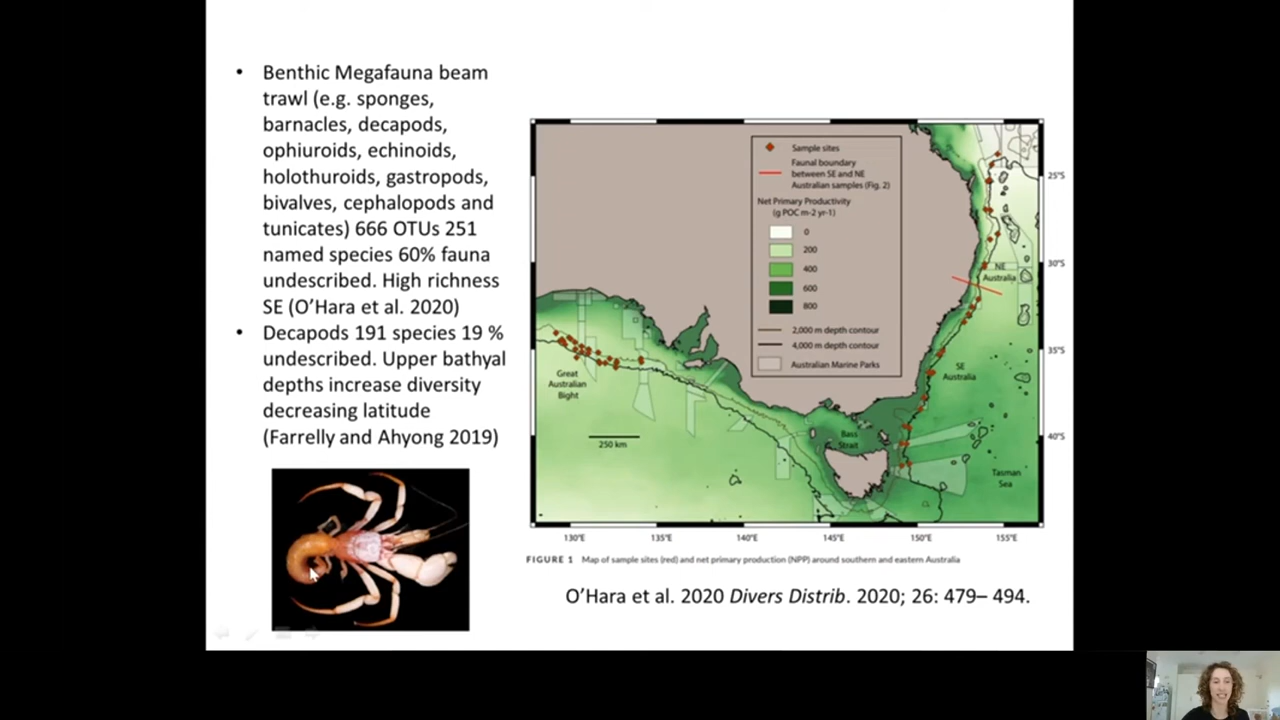 • Benthic Megafauna beam
trawl (e.g. sponges,
barnacles, decapods,
ophiuroids, echinoids,
holothuroids, gastropods,
bivalves, cephalopods and
tunicates) 666 OTUs 251
named species 60% fauna
undescribed. High richness
SE (O'Hara et al. 2020)
• Decapods 191 species 19 %
undescribed. Upper bathyal
depths increase diversity
decreasing latitude
(Farrelly and Ahyong 2019)
Sample sites
Faunal boundary
between SE and NE
Australian samples (Fig. 2)
Net Primary Productivity
(g POC m-2 yr-1)
0
200
400
600
800
2,000 m depth contour
4,000 m depth contour
Australian Marine Parks
NE
Australia
SE
Australia
Great
Australian
Bight
250 km
Bass
Strait
Tasman
Sea
25°S
30°S
35°S
40°S
130°E
135°E
140°E
145°E
150°E
155°E
FIGURE 1 Map of sample sites (red) and net primary production (NPP) around southern and eastern Australia
O'Hara et al. 2020 Divers Distrib. 2020; 26: 479– 494.